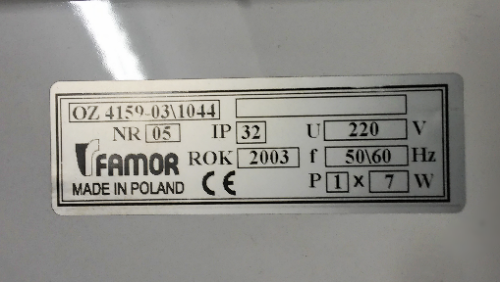 OZ 4159-03\1044
NR 05 IP 32 U 220 V
FAMOR ROK 2003 f 50\60 Hz
MADE IN POLAND CE P 1 x 7 W